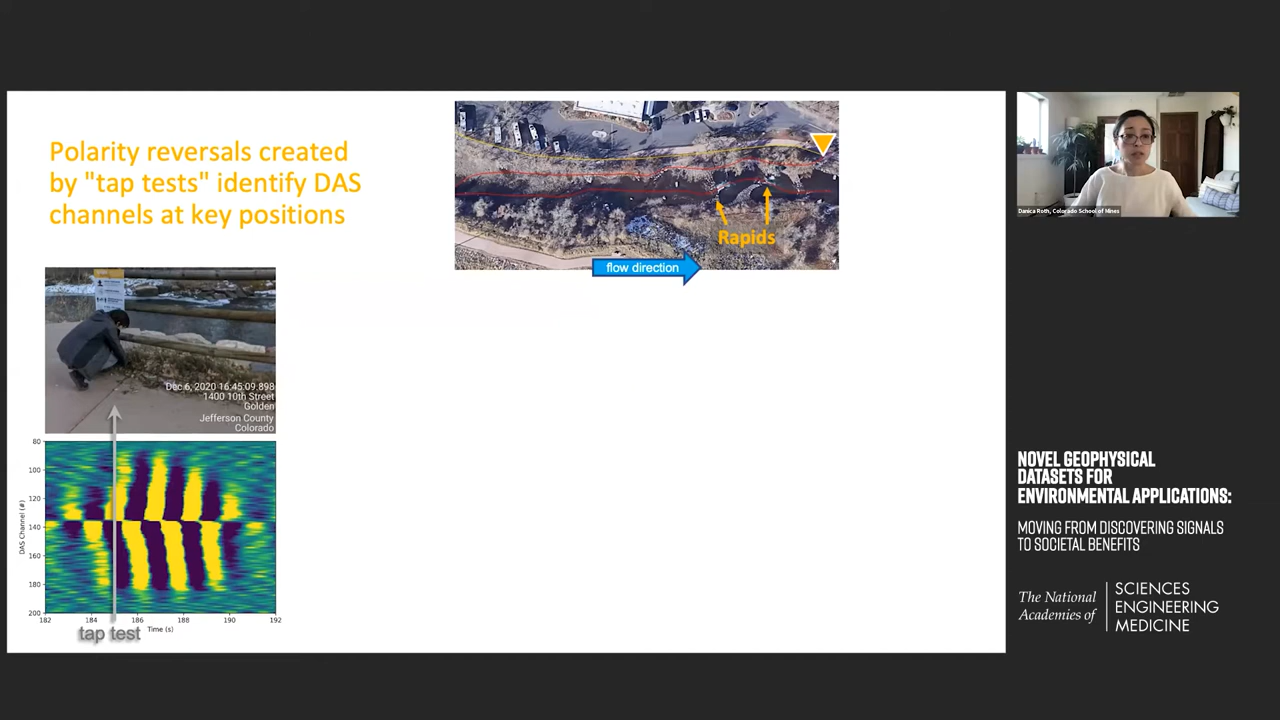 Polarity reversals created
by "tap tests" identify DAS
channels at key positions
Rapids
flow direction
Dec 6, 2020 16:45:09.898
1400 10th Street
Golden
Jefferson County
Colorado
80
100
120
140
160
180
200
DAS Channel (#)
182
184
186
188
190
192
tap test
Time (s)
Danica Roth, Colorado School of Mines
NOVEL GEOPHYSICAL
DATASETS FOR
ENVIRONMENTAL APPLICATIONS:
MOVING FROM DISCOVERING SIGNALS
TO SOCIETAL BENEFITS
The National
Academies of
SCIENCES
ENGINEERING
MEDICINE